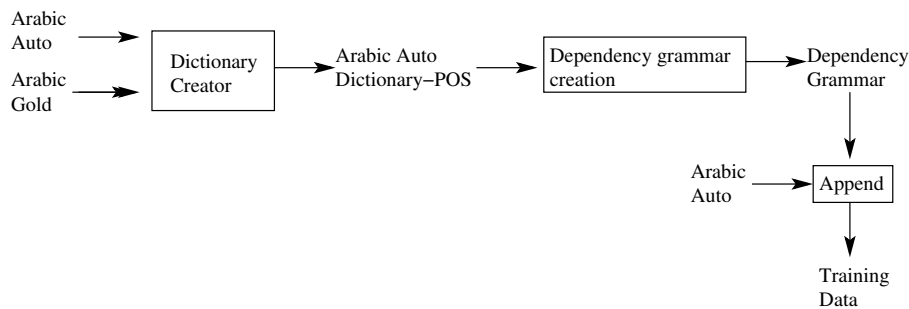 Arabic
Auto
Arabic
Gold
Dictionary
Creator
Arabic Auto
Dictionary−POS
Dependency grammar
creation
Dependency
Grammar
Arabic
Auto
Append
Training
Data